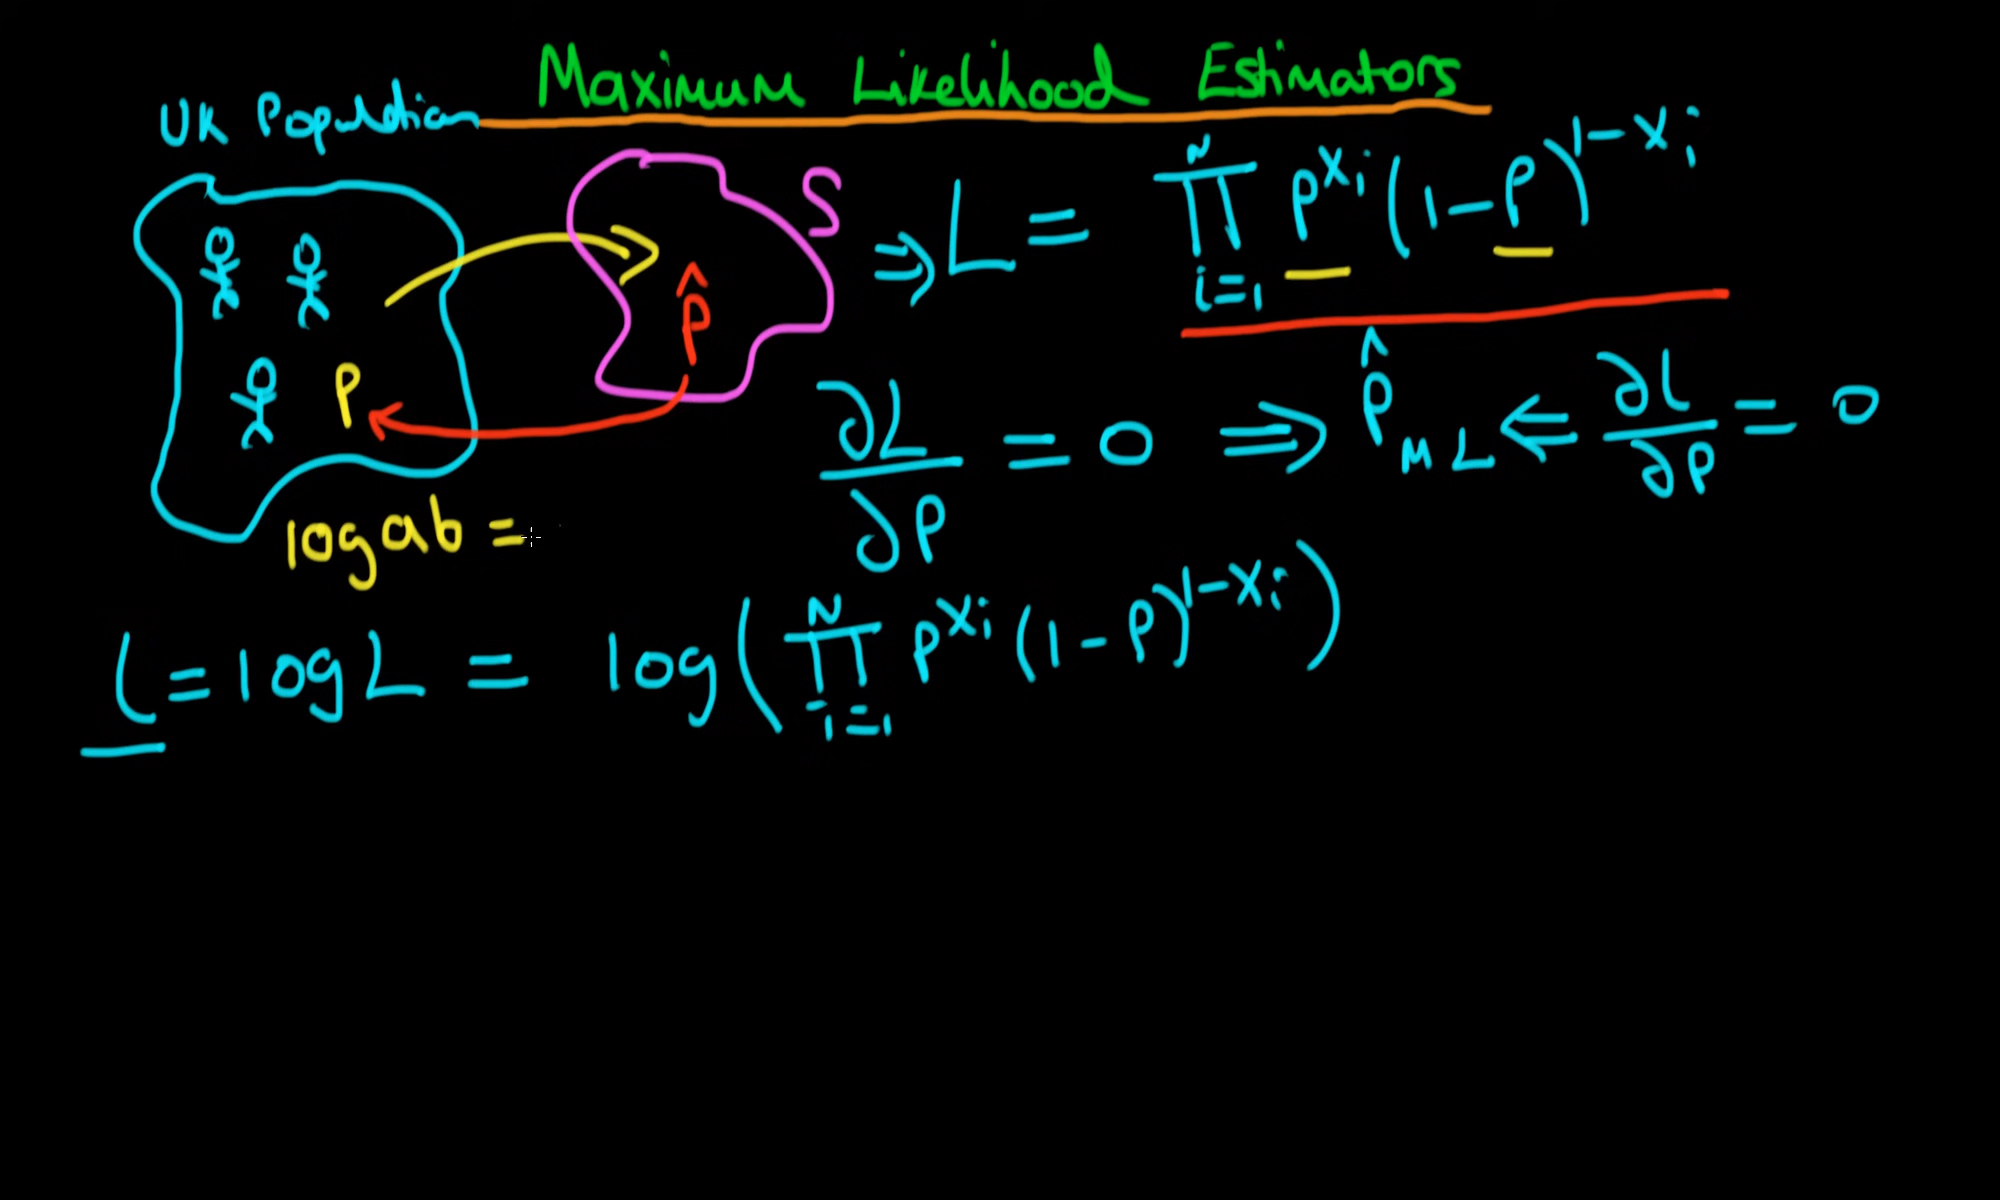 Maximum Likelihood Estimators
UK Population
S
⇒ L = ∏_{i=1}^{N} p^{x_i} (1-p)^{1-x_i}
p̂
p
∂L/∂p = 0 ⇒ p̂_{ML} ⇐ ∂l/∂p = 0
log ab =
l = log L = log( ∏_{i=1}^{N} p^{x_i} (1-p)^{1-x_i} )